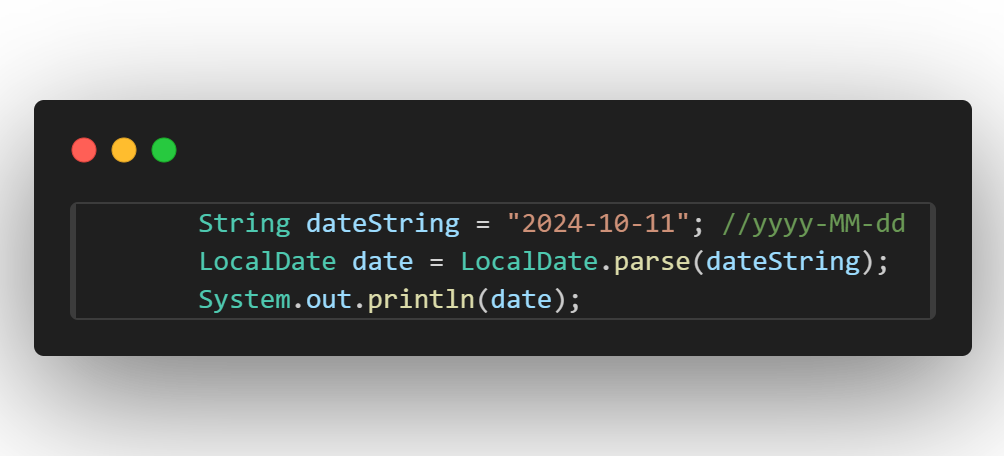 String dateString = "2024-10-11"; //yyyy-MM-dd
LocalDate date = LocalDate.parse(dateString);
System.out.println(date);